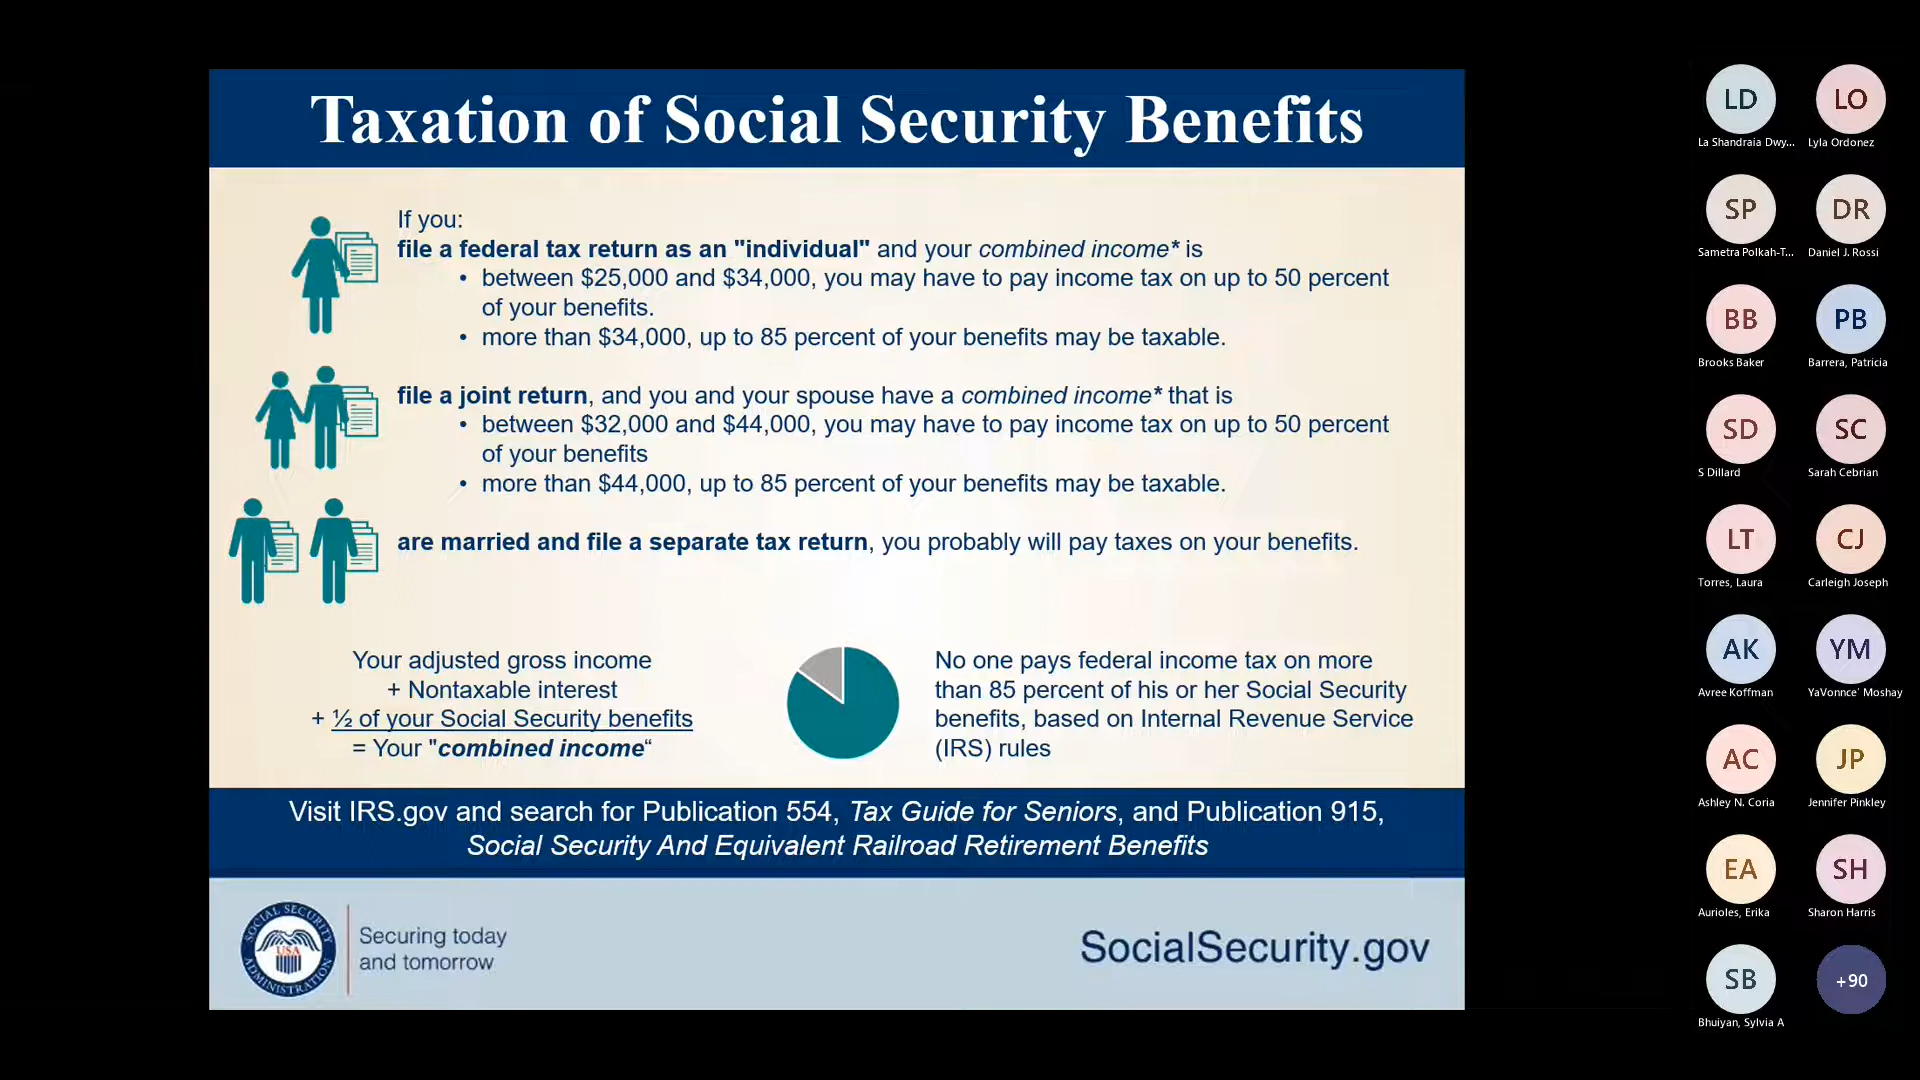 Taxation of Social Security Benefits
If you:
file a federal tax return as an "individual" and your combined income* is
• between $25,000 and $34,000, you may have to pay income tax on up to 50 percent
of your benefits.
• more than $34,000, up to 85 percent of your benefits may be taxable.
file a joint return, and you and your spouse have a combined income* that is
• between $32,000 and $44,000, you may have to pay income tax on up to 50 percent
of your benefits
• more than $44,000, up to 85 percent of your benefits may be taxable.
are married and file a separate tax return, you probably will pay taxes on your benefits.
Your adjusted gross income
+ Nontaxable interest
+ ½ of your Social Security benefits
= Your "combined income“
No one pays federal income tax on more
than 85 percent of his or her Social Security
benefits, based on Internal Revenue Service
(IRS) rules
Visit IRS.gov and search for Publication 554, Tax Guide for Seniors, and Publication 915,
Social Security And Equivalent Railroad Retirement Benefits
SOCIAL SECURITY
USA
ADMINISTRATION
Securing today
and tomorrow
SocialSecurity.gov
LD
La Shandraia Dwy...
LO
Lyla Ordonez
SP
Sametra Polkah-T...
DR
Daniel J. Rossi
BB
Brooks Baker
PB
Barrera, Patricia
SD
S Dillard
SC
Sarah Cebrian
LT
Torres, Laura
CJ
Carleigh Joseph
AK
Avree Koffman
YM
YaVonnce' Moshay
AC
Ashley N. Coria
JP
Jennifer Pinkley
EA
Aurioles, Erika
SH
Sharon Harris
SB
Bhuiyan, Sylvia A
+90